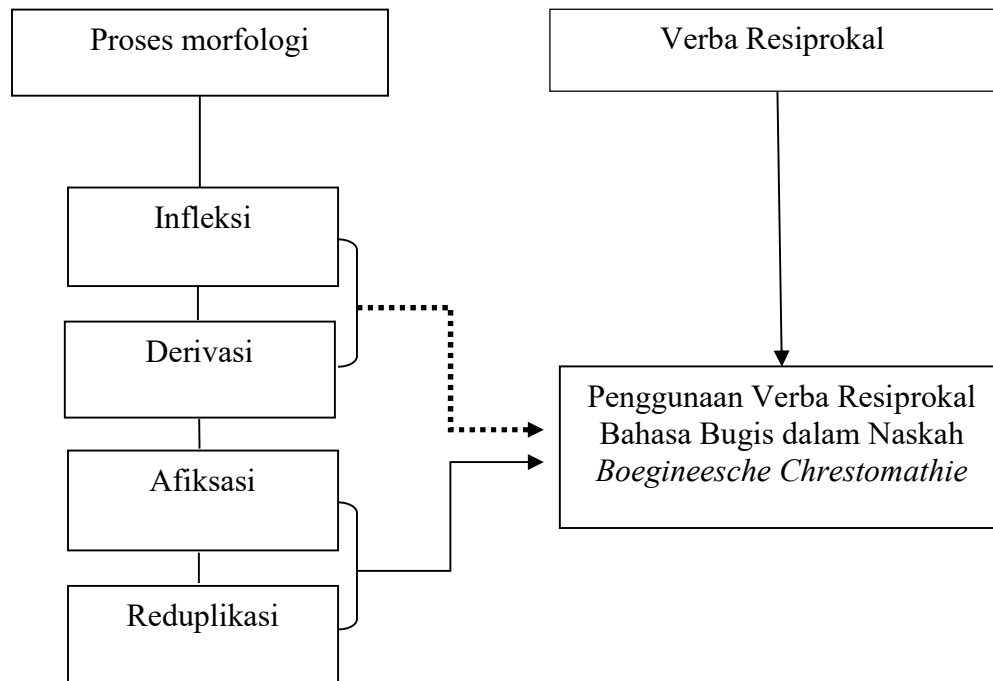 Proses morfologi
Verba Resiprokal
Infleksi
Derivasi
Afiksasi
Reduplikasi
Penggunaan Verba Resiprokal
Bahasa Bugis dalam Naskah
Boegineesche Chrestomathie